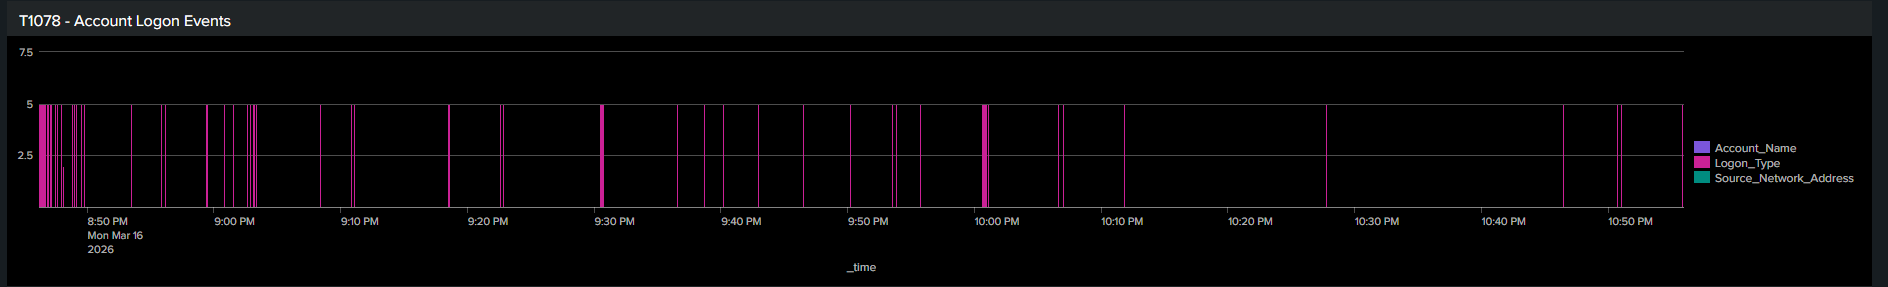 T1078 - Account Logon Events
7.5
5
2.5
Account_Name
Logon_Type
Source_Network_Address
8:50 PM
Mon Mar 16
2026
9:00 PM
9:10 PM
9:20 PM
9:30 PM
9:40 PM
9:50 PM
10:00 PM
10:10 PM
10:20 PM
10:30 PM
10:40 PM
10:50 PM
_time